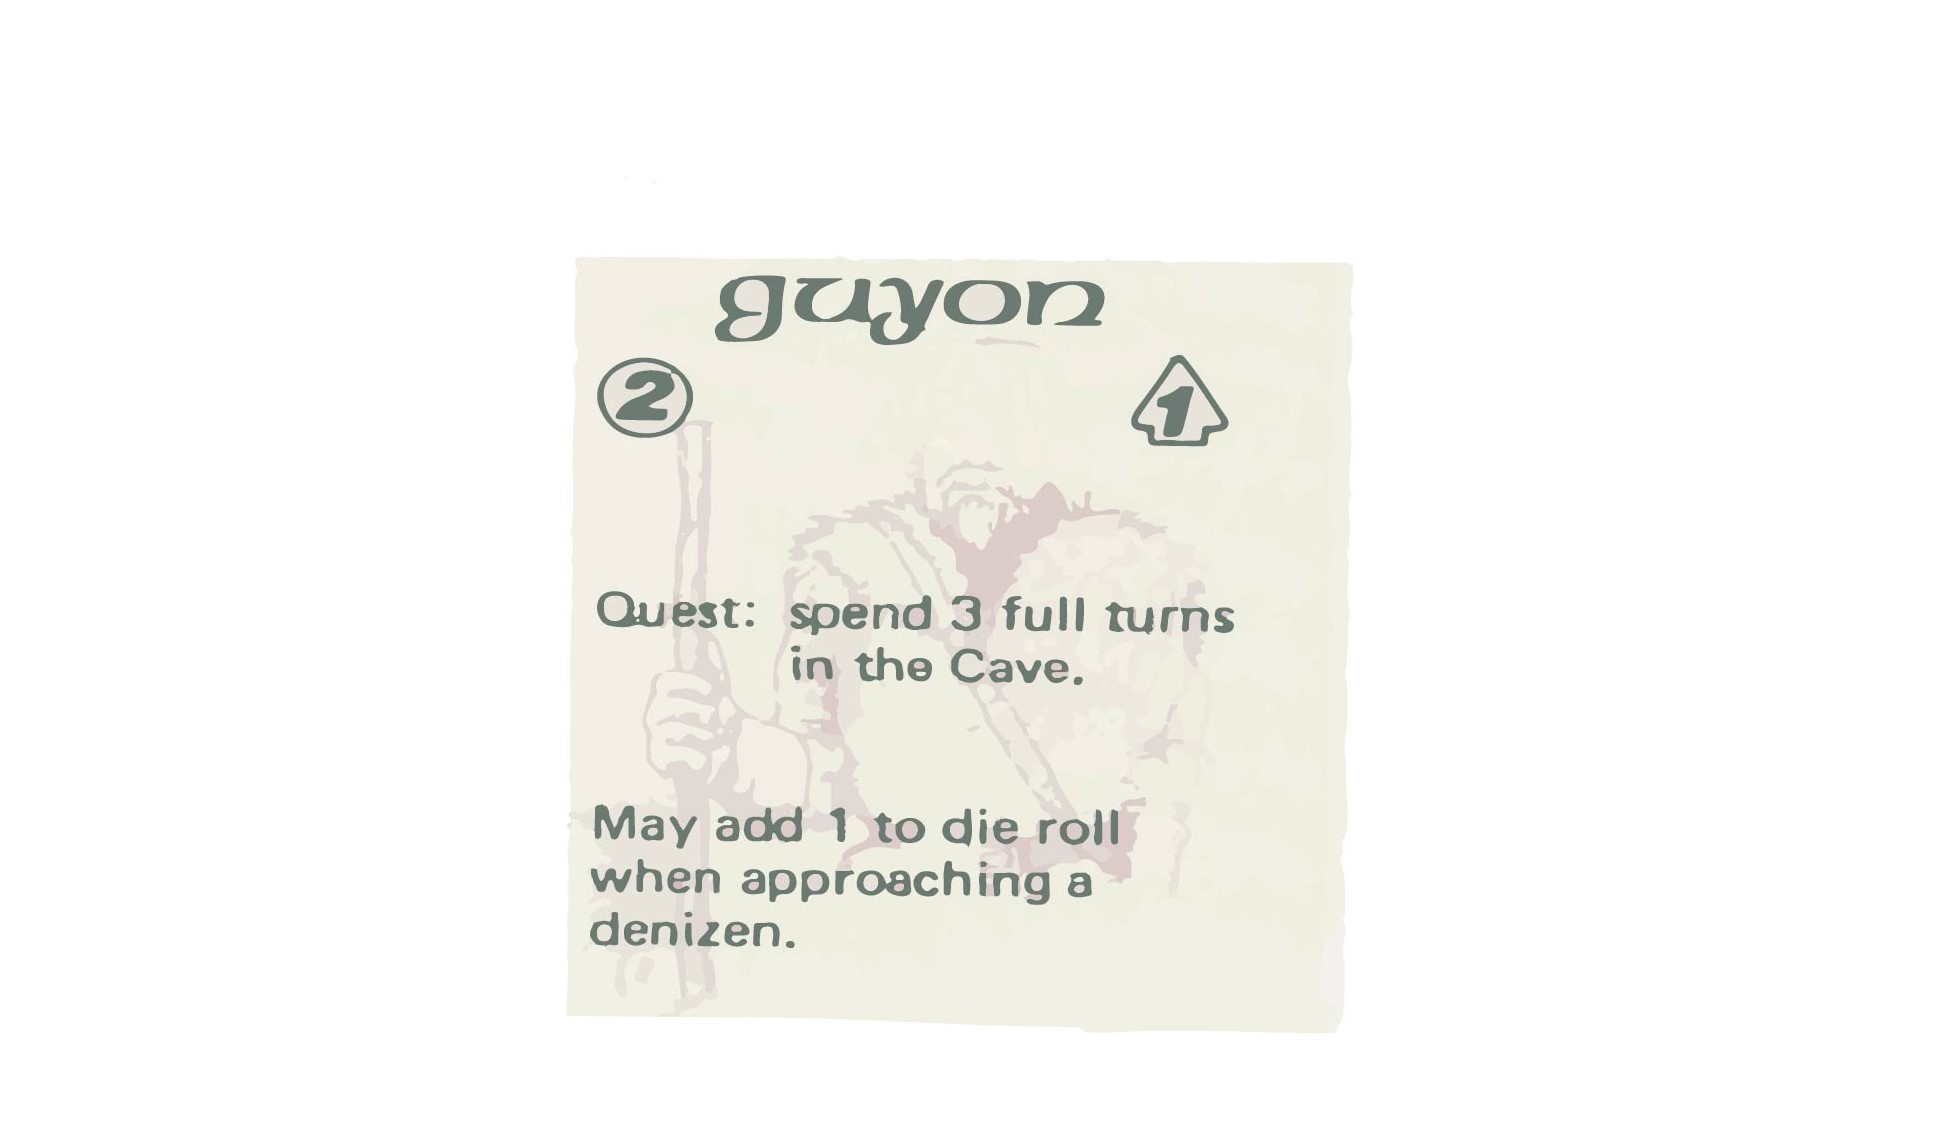 guyon
2 1
Quest: spend 3 full turns
in the Cave.
May add 1 to die roll
when approaching a
denizen.